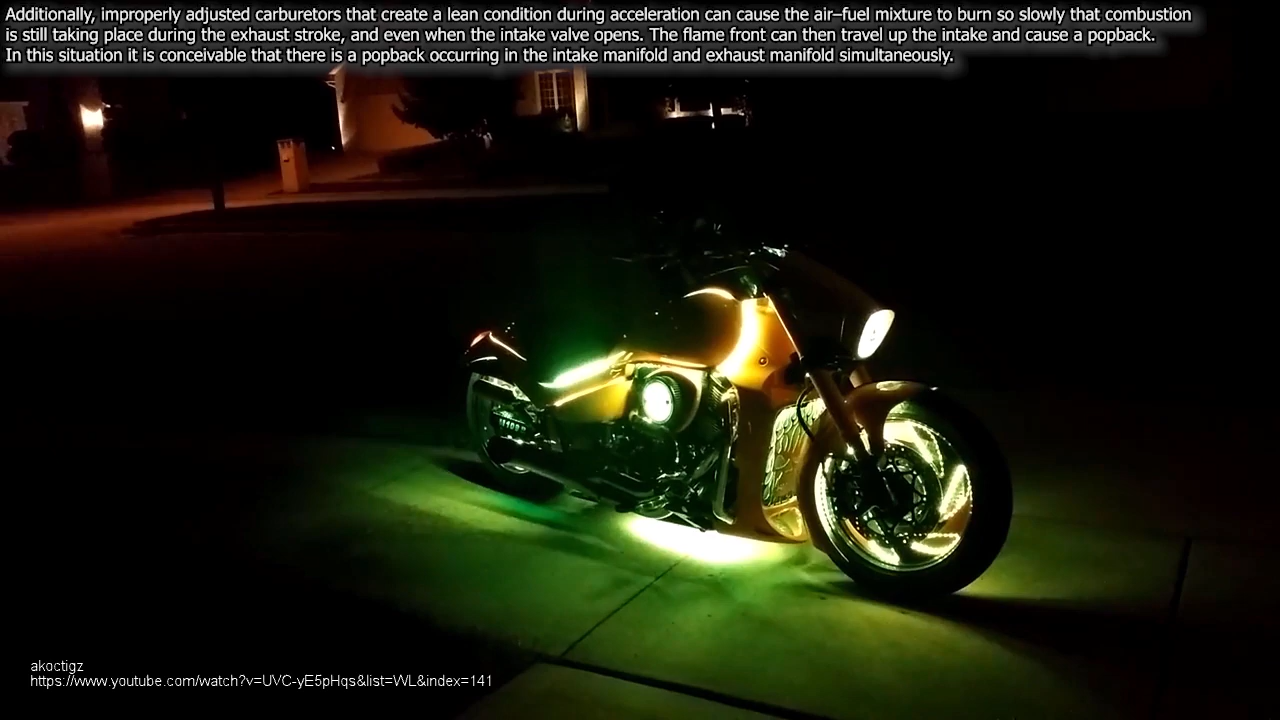 Additionally, improperly adjusted carburetors that create a lean condition during acceleration can cause the air–fuel mixture to burn so slowly that combustion
is still taking place during the exhaust stroke, and even when the intake valve opens. The flame front can then travel up the intake and cause a popback.
In this situation it is conceivable that there is a popback occurring in the intake manifold and exhaust manifold simultaneously.
akoctigz
https://www.youtube.com/watch?v=UVC-yE5pHqs&list=WL&index=141